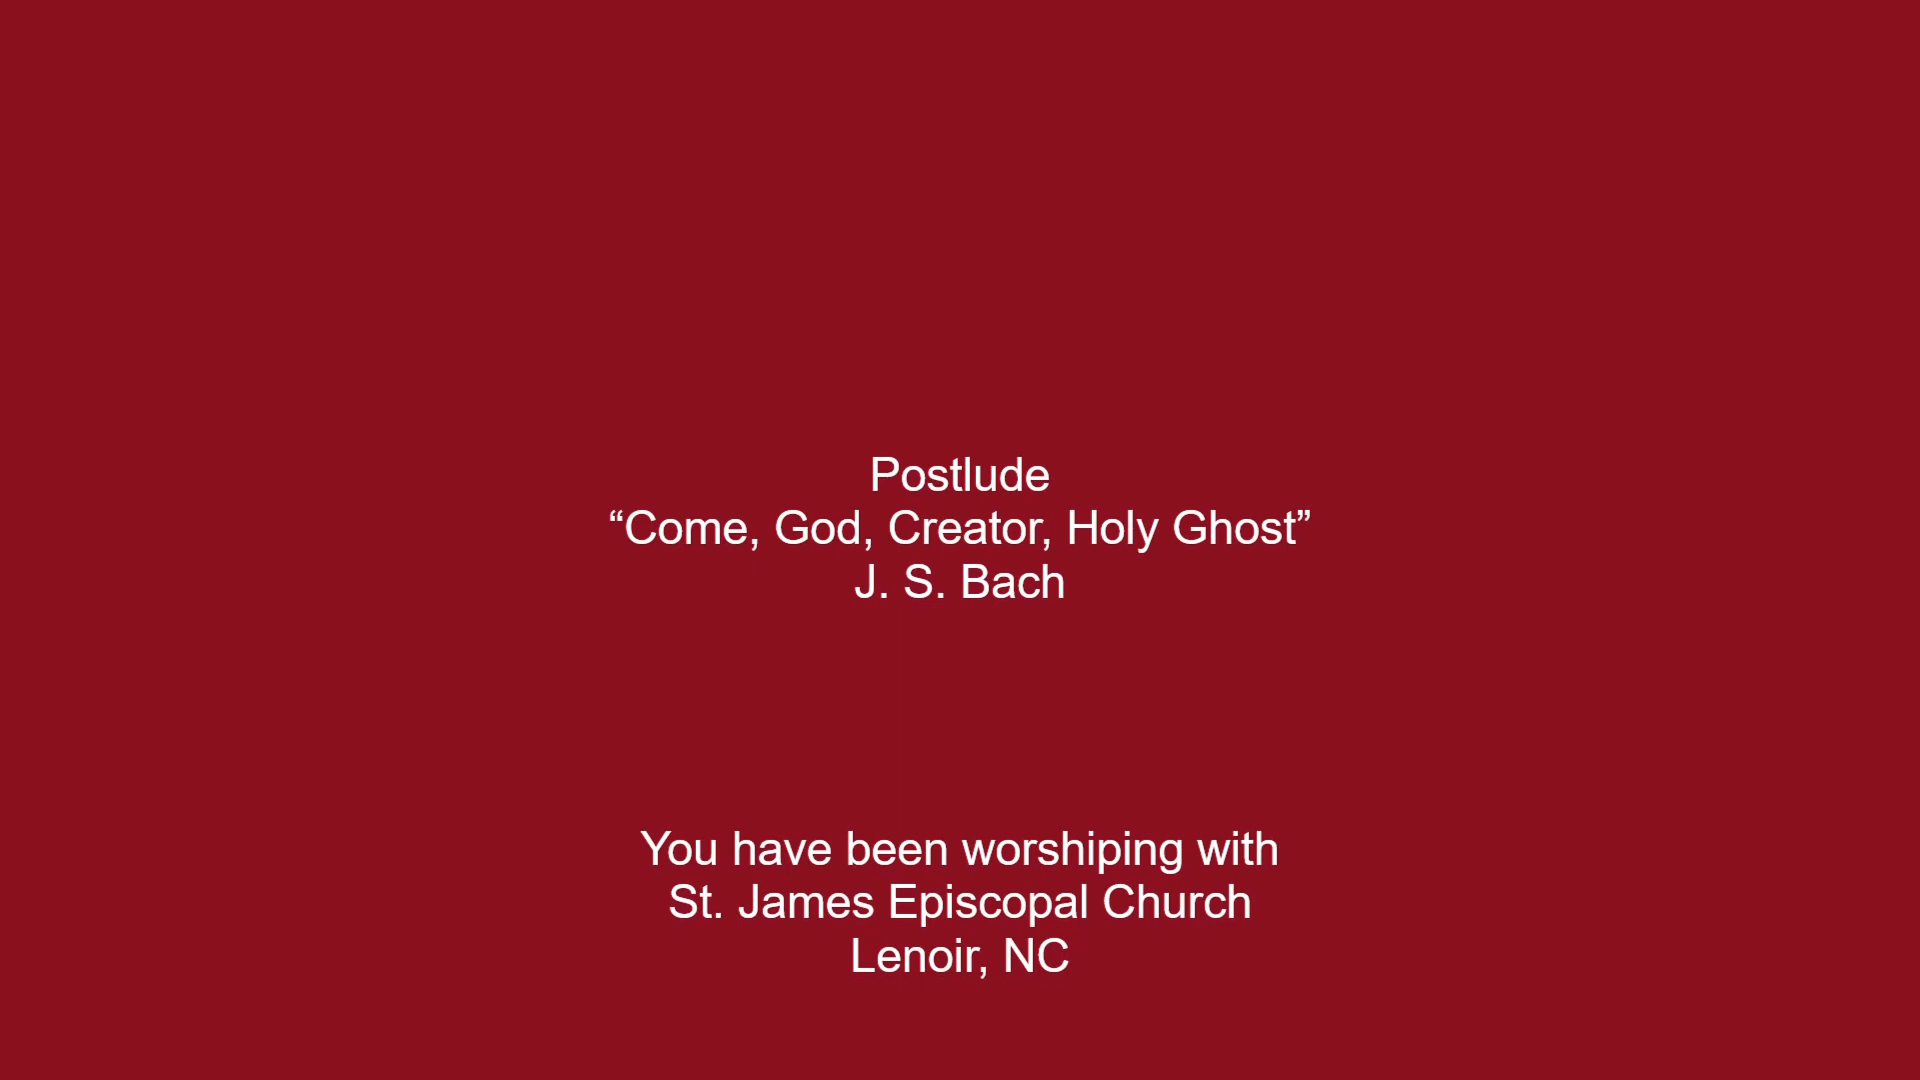 Postlude
“Come, God, Creator, Holy Ghost”
J. S. Bach
You have been worshiping with
St. James Episcopal Church
Lenoir, NC